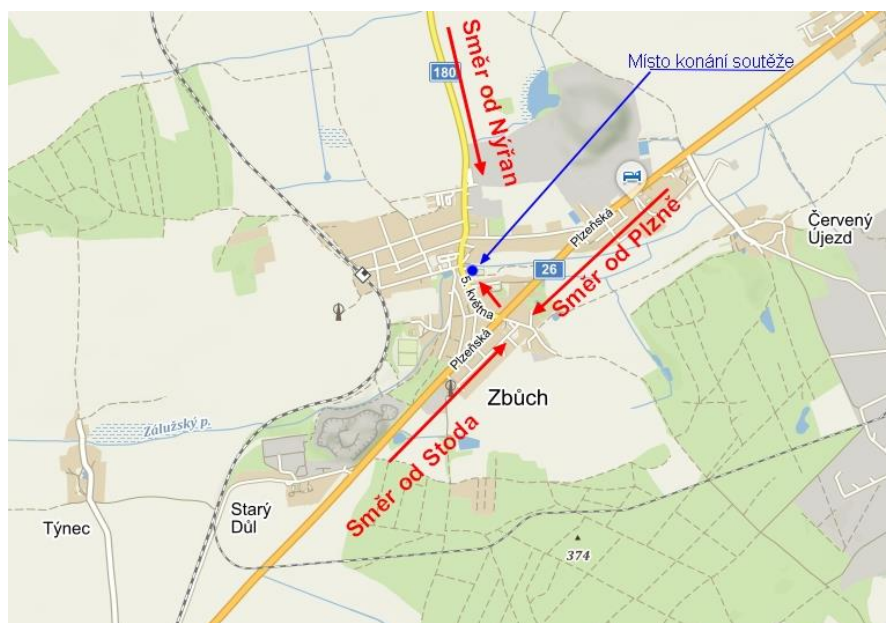 Směr od Nýřan
180
Místo konání soutěže
Plzeňská
Směr od Plzně
Červený
Újezd
26
5. května
Plzeňská
Zbůch
Směr od Stoda
Zálužský p.
Starý
Důl
Týnec
374